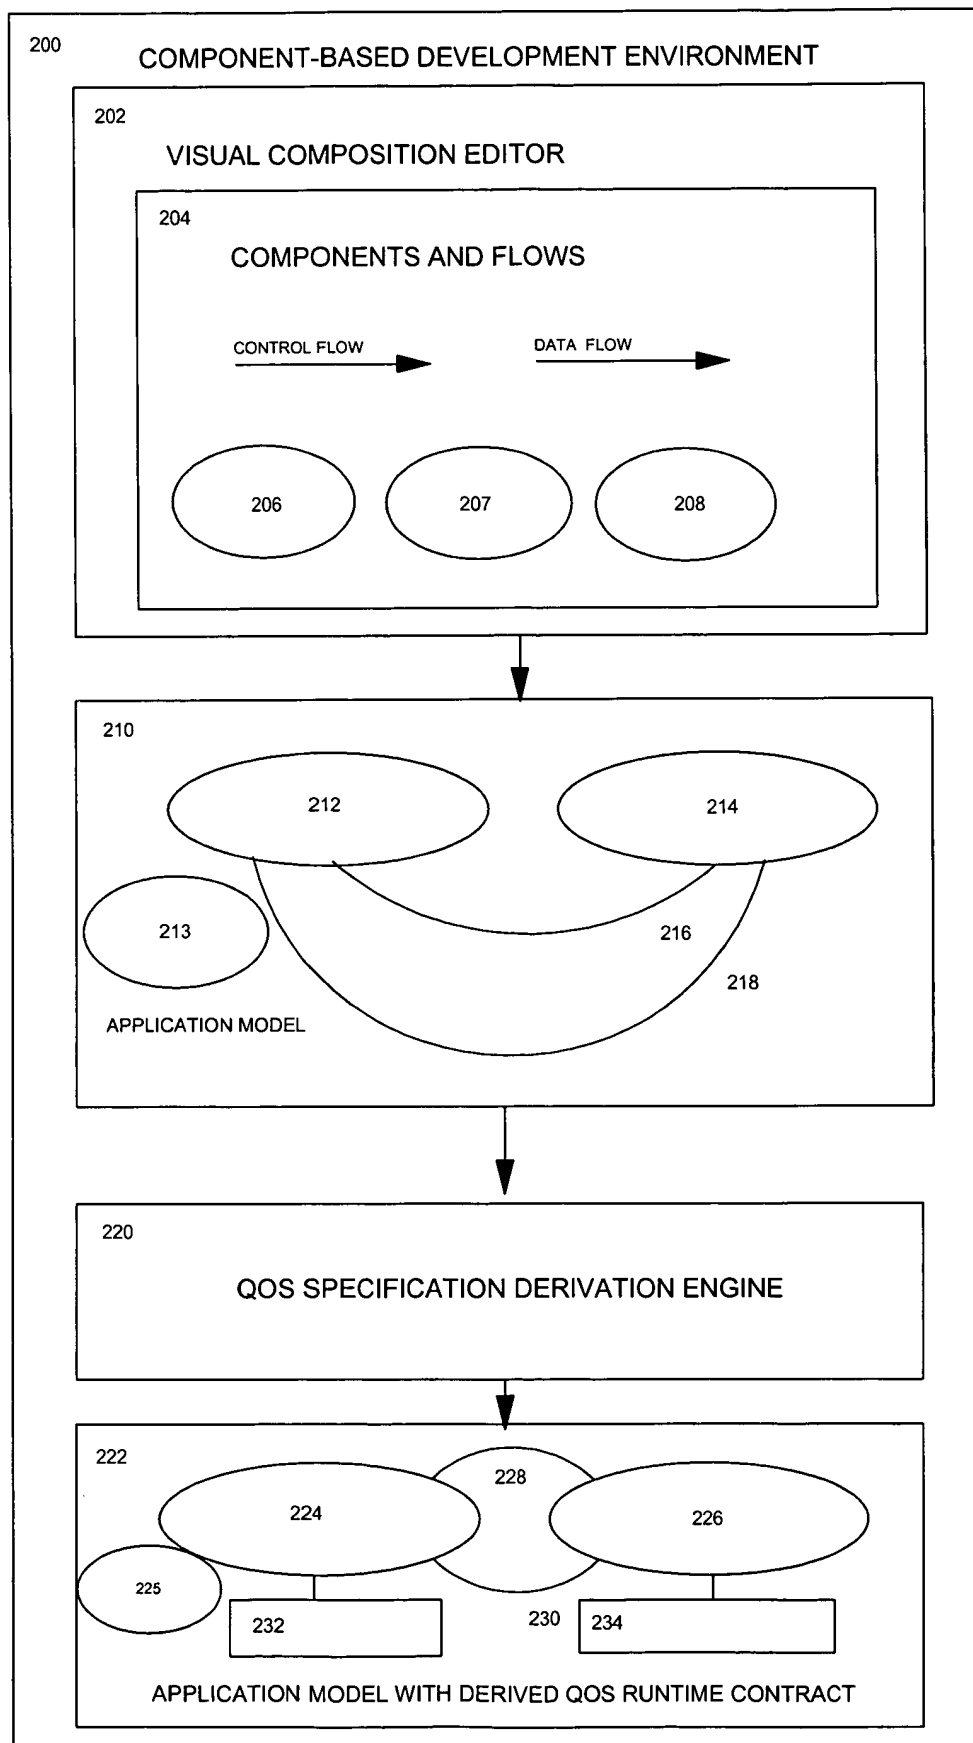 200
COMPONENT-BASED DEVELOPMENT ENVIRONMENT
202
VISUAL COMPOSITION EDITOR
204
COMPONENTS AND FLOWS
CONTROL FLOW
DATA FLOW
206
207
208
210
212
214
213
216
218
APPLICATION MODEL
220
QOS SPECIFICATION DERIVATION ENGINE
222
228
224
226
225
232
230
234
APPLICATION MODEL WITH DERIVED QOS RUNTIME CONTRACT